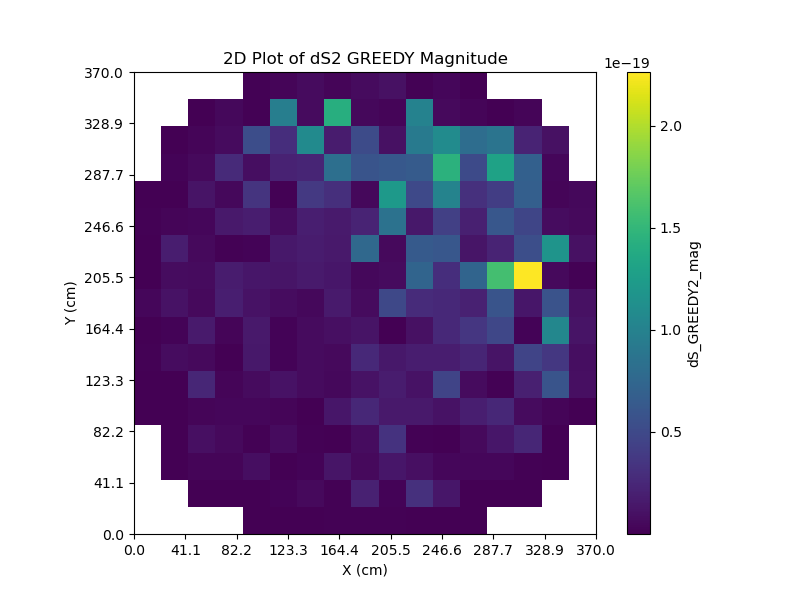 2D Plot of dS2 GREEDY Magnitude
1e−19
370.0
328.9
287.7
246.6
205.5
164.4
123.3
82.2
41.1
0.0
Y (cm)
0.0 41.1 82.2 123.3 164.4 205.5 246.6 287.7 328.9 370.0
X (cm)
2.0
1.5
1.0
0.5
dS_GREEDY2_mag